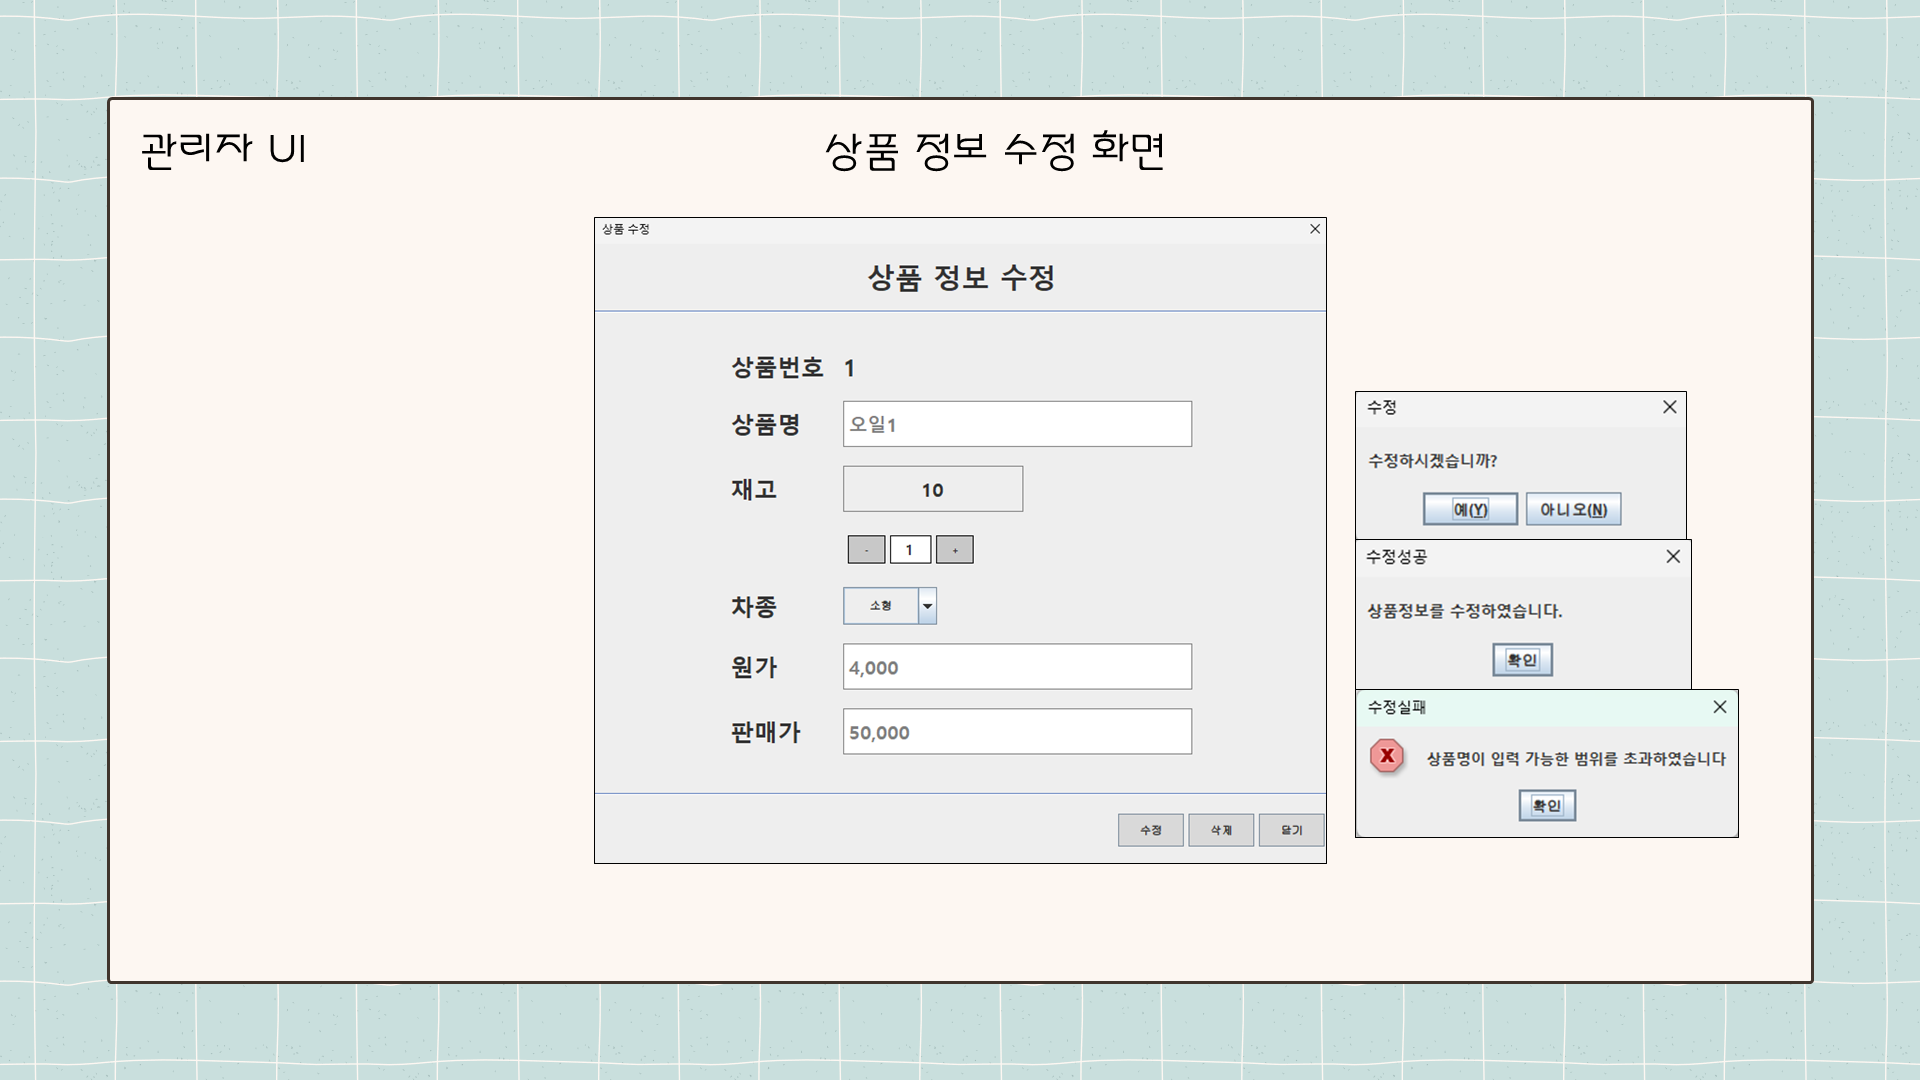 관리자 UI
상품 정보 수정 화면
상품 수정
상품 정보 수정
상품번호 1
상품명 오일1
재고 10
- 1 +
차종 소형
원가 4,000
판매가 50,000
수정 삭제 닫기
수정
수정하시겠습니까?
예(Y) 아니오(N)
수정성공
상품정보를 수정하였습니다.
확인
수정실패
X 상품명이 입력 가능한 범위를 초과하였습니다
확인